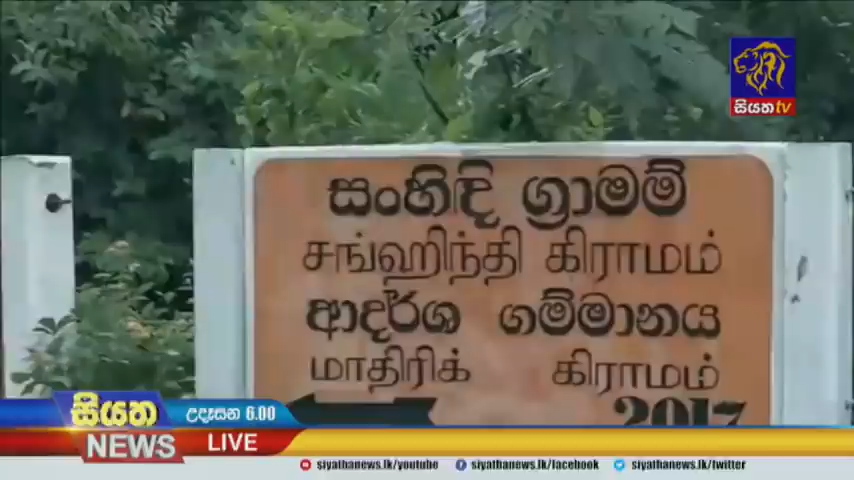 සියත tv
සංහිඳි ග්‍රාමම්
சங்ஹிந்தி கிராமம்
ආදර්ශ ගම්මානය
மாதிரிக் கிராமம்
2017
සියත
NEWS
උදෑසන 6.00
LIVE
siyathanews.lk/youtube
siyathanews.lk/facebook
siyathanews.lk/twitter